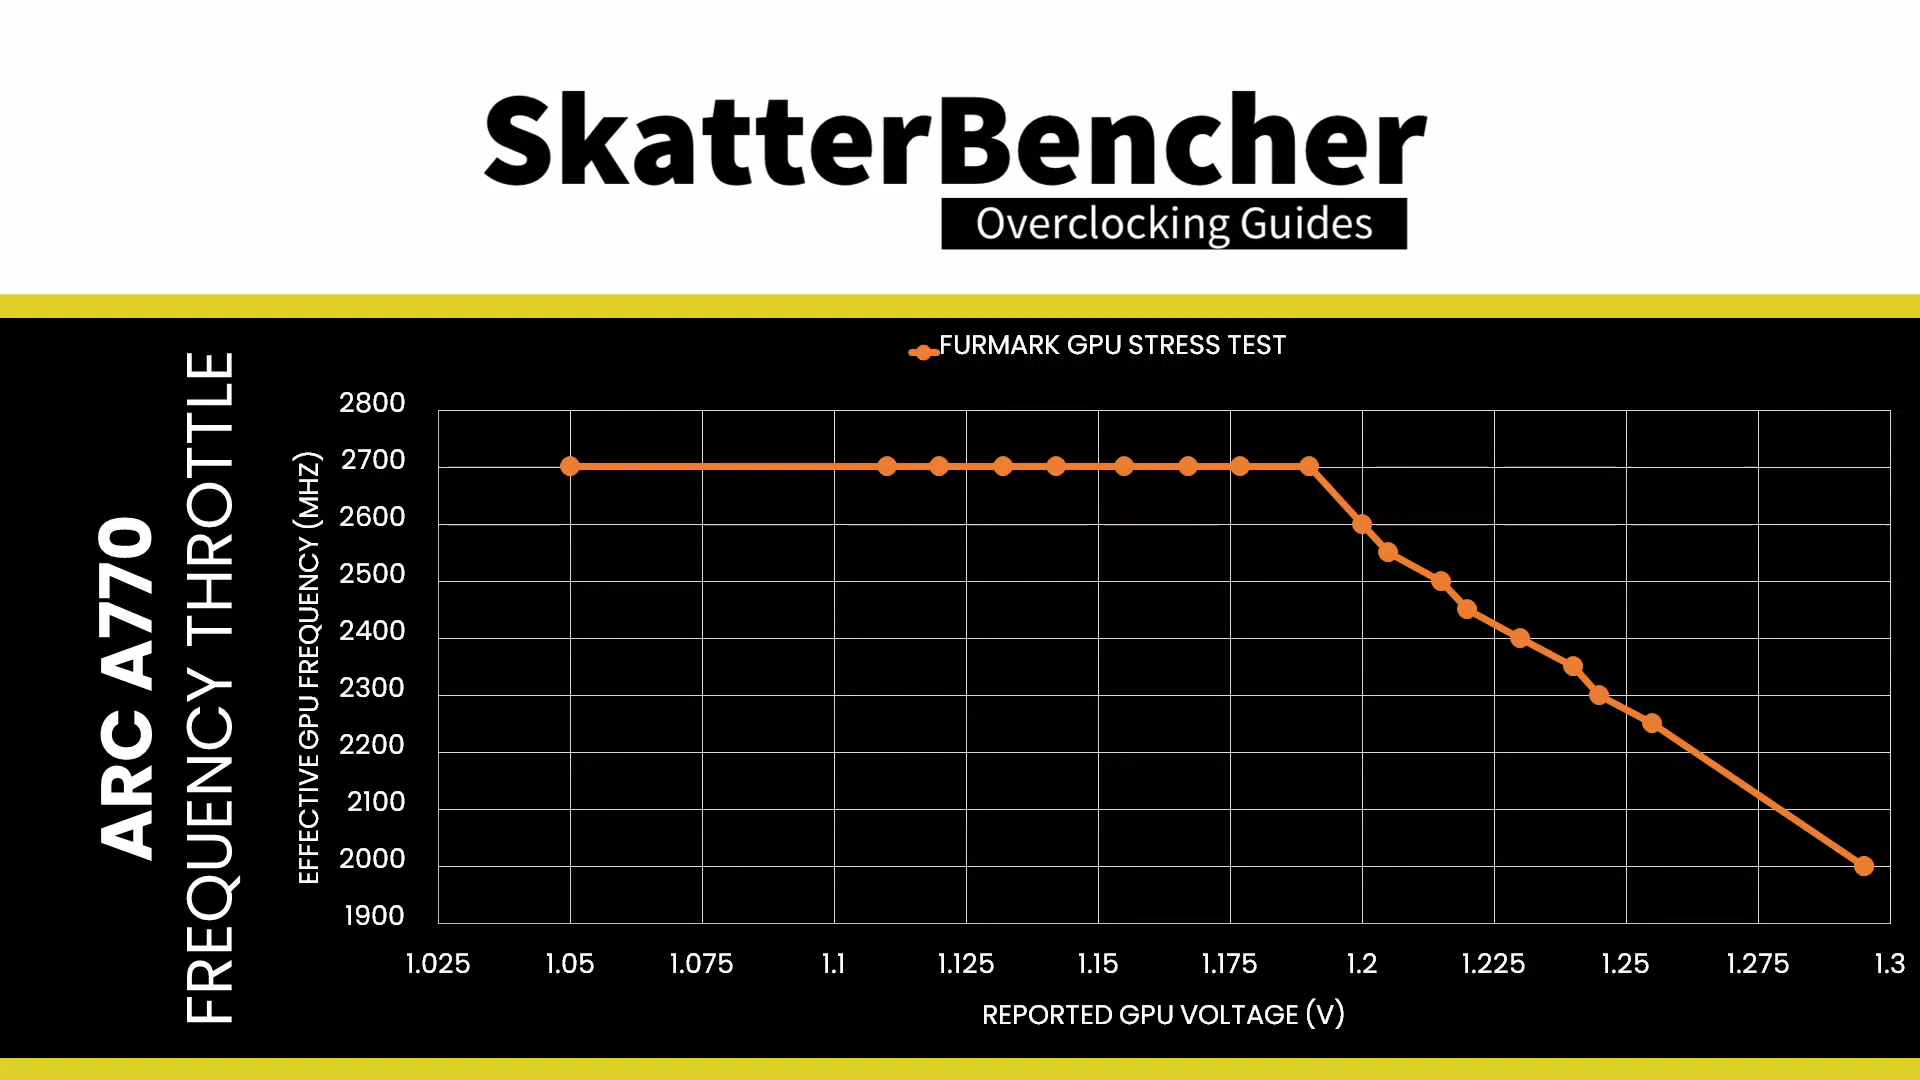 SkatterBencher
Overclocking Guides
ARC A770
FREQUENCY THROTTLE
FURMARK GPU STRESS TEST
EFFECTIVE GPU FREQUENCY (MHZ)
2800
2700
2600
2500
2400
2300
2200
2100
2000
1900
1.025 1.05 1.075 1.1 1.125 1.15 1.175 1.2 1.225 1.25 1.275 1.3
REPORTED GPU VOLTAGE (V)